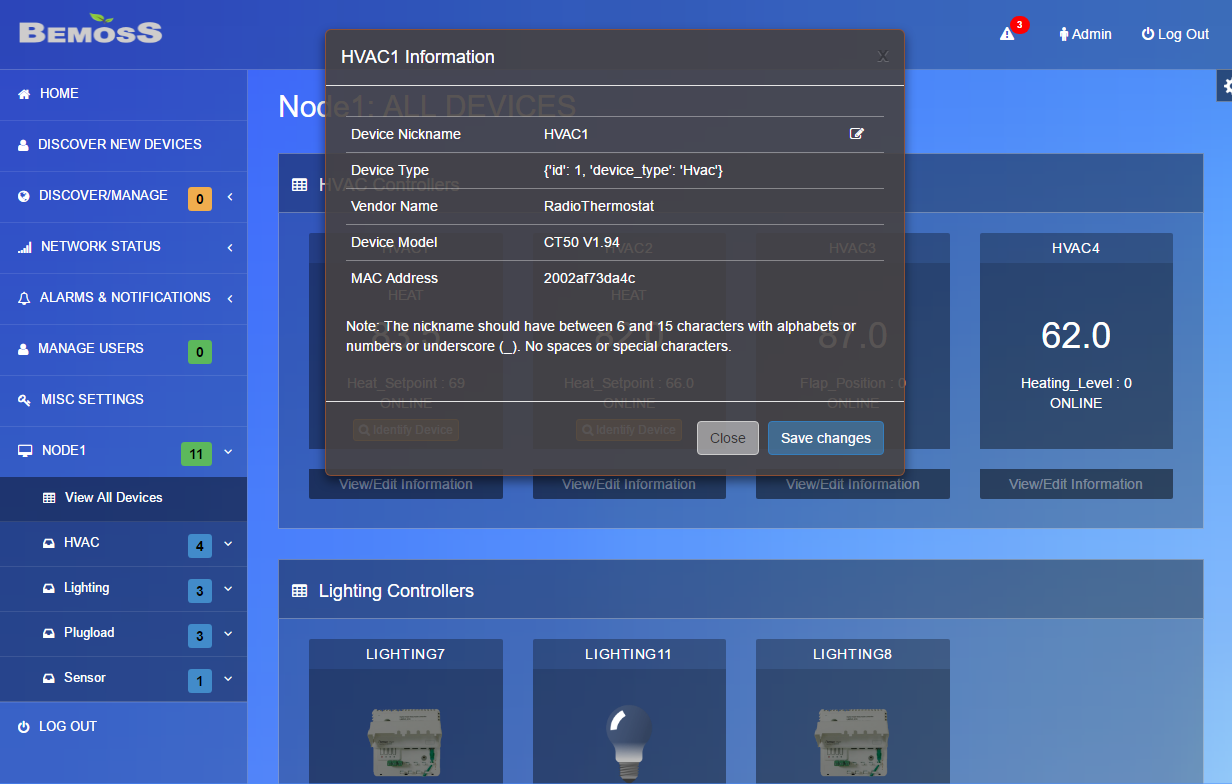 BEMOSS
3
Admin
Log Out
HVAC1 Information
x
HOME
Node1: ALL DEVICES
DISCOVER NEW DEVICES
Device Nickname HVAC1
Device Type {'id': 1, 'device_type': 'Hvac'}
HVAC Controllers
DISCOVER/MANAGE 0
Vendor Name RadioThermostat
NETWORK STATUS
Device Model CT50 V1.94
HVAC1 HVAC2 HVAC3 HVAC4
MAC Address 2002af73da4c
HEAT HEAT
ALARMS & NOTIFICATIONS
Note: The nickname should have between 6 and 15 characters with alphabets or
numbers or underscore (_). No spaces or special characters.
87.0 62.0
MANAGE USERS 0
Heat_Setpoint : 69 Heat_Setpoint : 66.0 Flap_Position : 0 Heating_Level : 0
ONLINE ONLINE ONLINE ONLINE
MISC SETTINGS
Identify Device Identify Device
Close Save changes
NODE1 11
View/Edit Information View/Edit Information View/Edit Information View/Edit Information
View All Devices
HVAC 4
Lighting 3
Lighting Controllers
Plugload 3
LIGHTING7 LIGHTING11 LIGHTING8
Sensor 1
LOG OUT